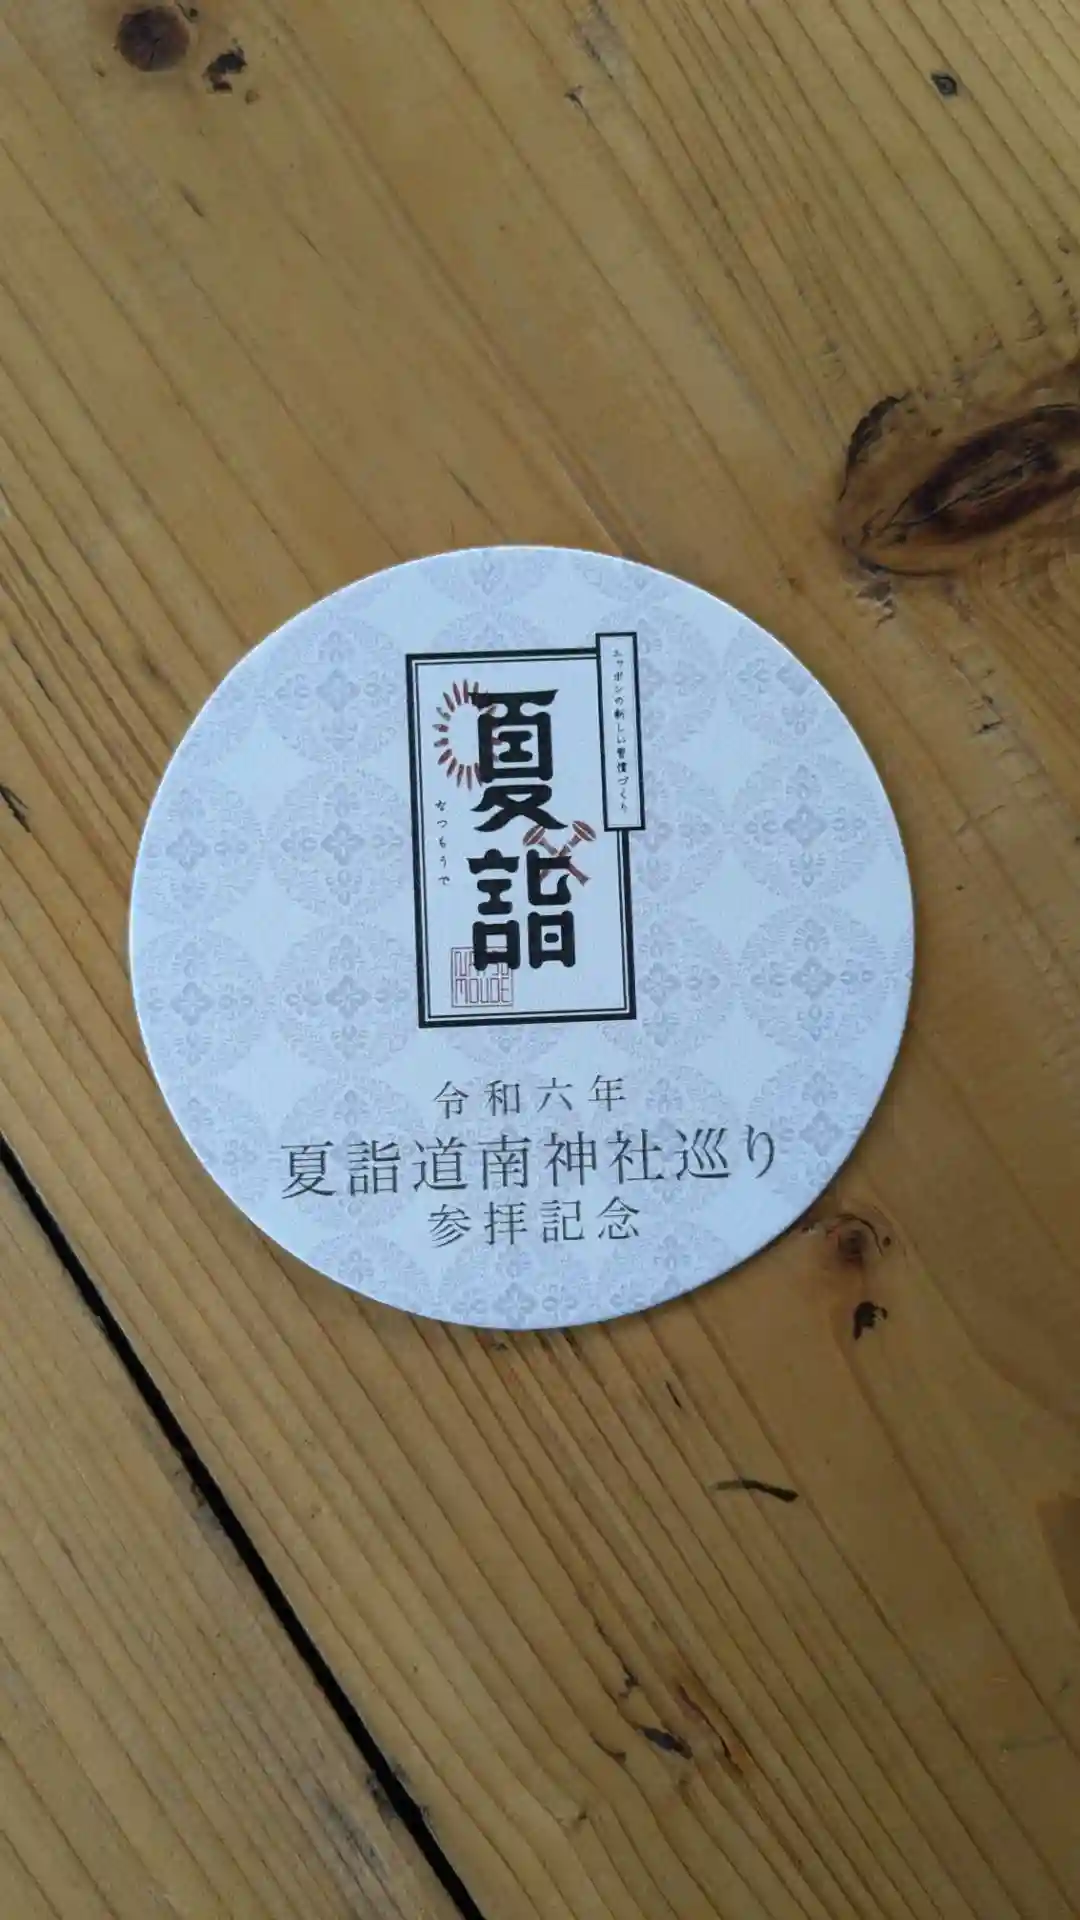 ニッポンの新しい習慣づくり
夏詣
なつもうで
NATSU
MOUDE
令和六年
夏詣道南神社巡り
参拝記念